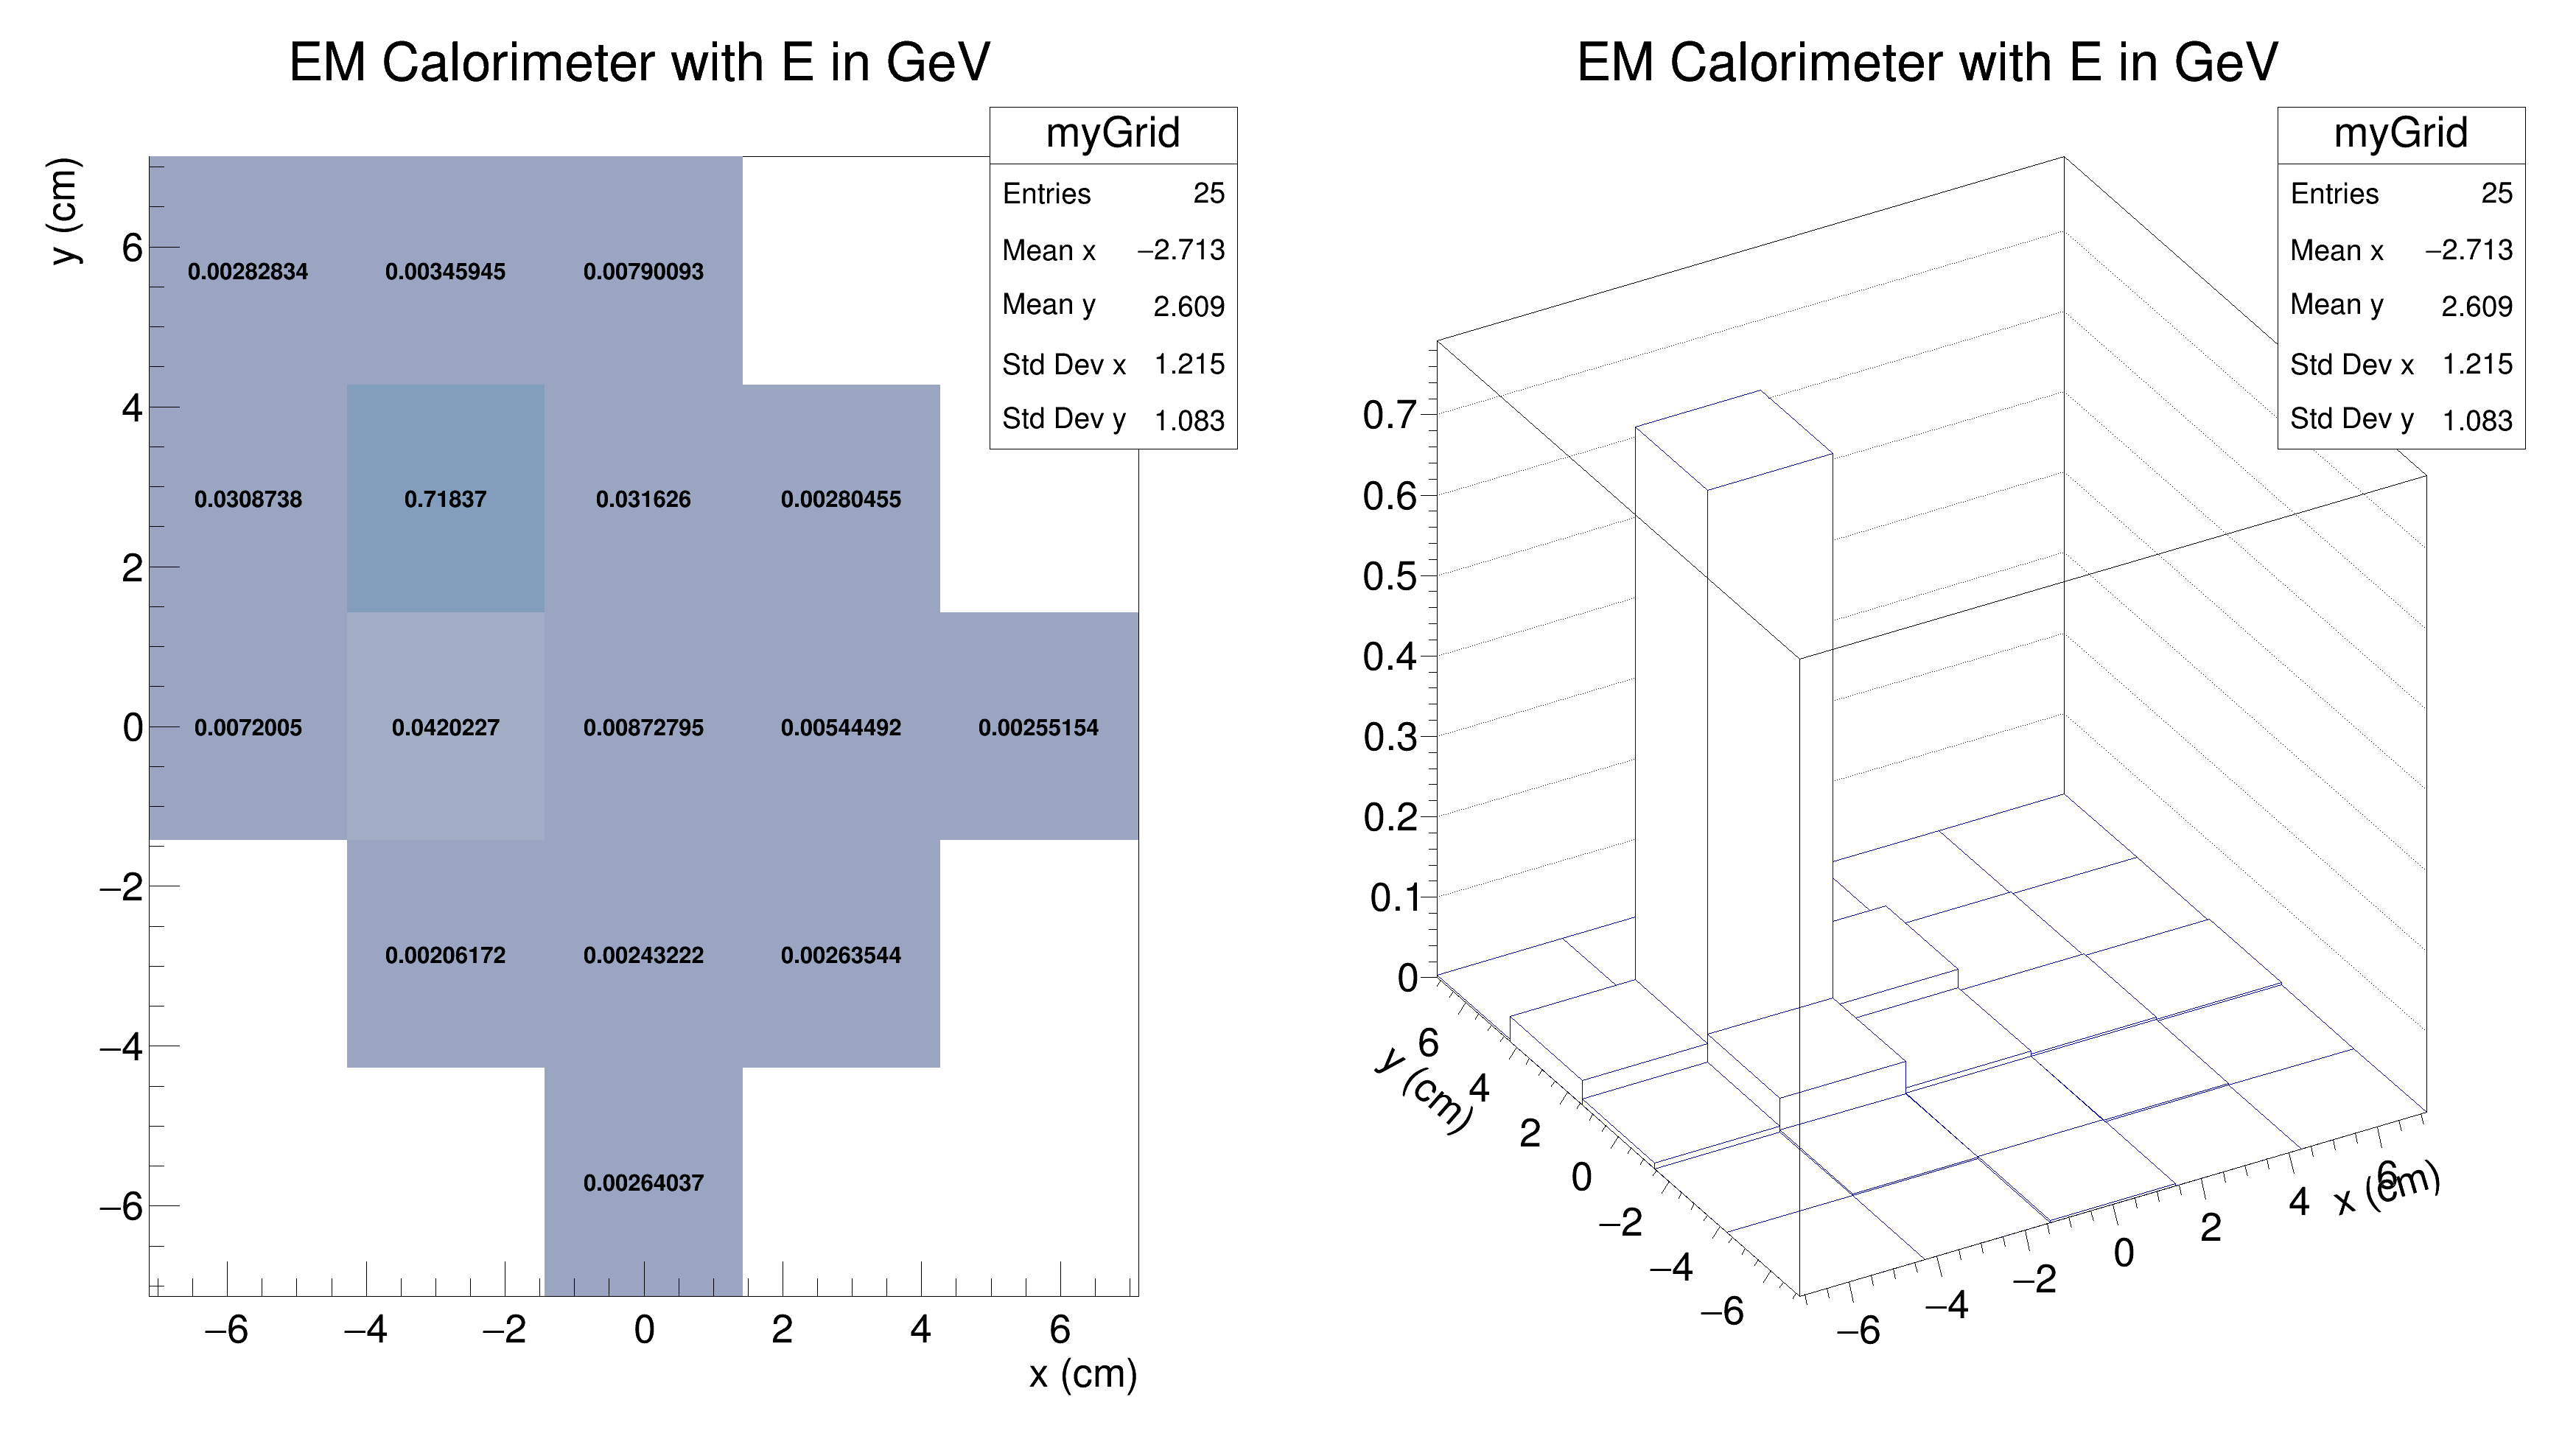 EM Calorimeter with E in GeV
myGrid
Entries 25
Mean x −2.713
Mean y 2.609
Std Dev x 1.215
Std Dev y 1.083
y (cm)
6
4
2
0
−2
−4
−6
0.00282834 0.00345945 0.00790093
0.0308738 0.71837 0.031626 0.00280455
0.0072005 0.0420227 0.00872795 0.00544492 0.00255154
0.00206172 0.00243222 0.00263544
0.00264037
−6 −4 −2 0 2 4 6
x (cm)
EM Calorimeter with E in GeV
myGrid
Entries 25
Mean x −2.713
Mean y 2.609
Std Dev x 1.215
Std Dev y 1.083
0.7
0.6
0.5
0.4
0.3
0.2
0.1
0
6
4
2
0
−2
−4
−6
y (cm)
−6
−4
−2
0
2
4
6
x (cm)